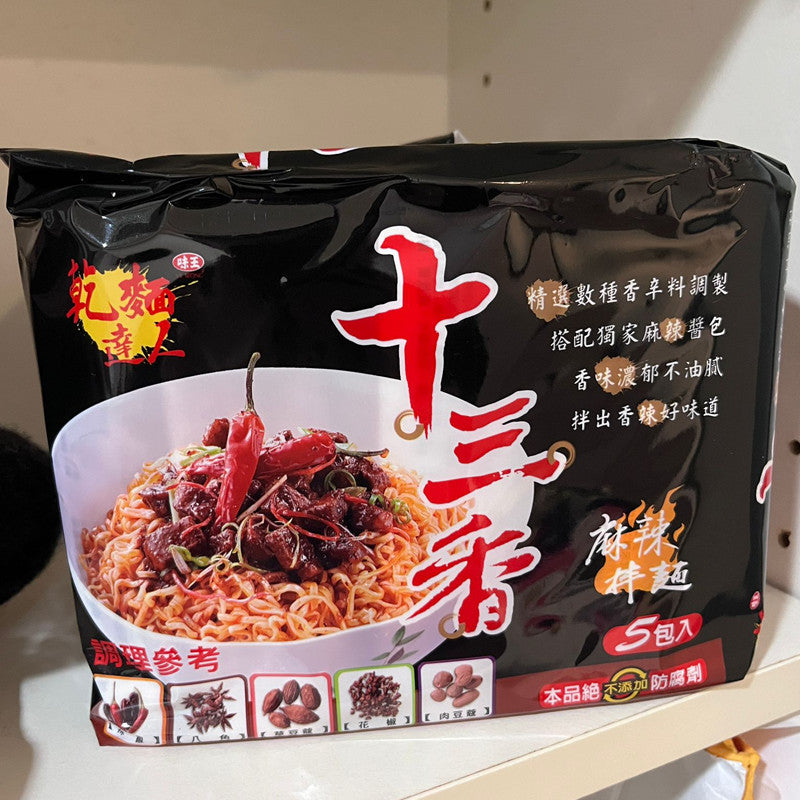 味王
乾麵
達人
十三香
精選數種香辛料調製
搭配獨家麻辣醬包
香味濃郁不油膩
拌出香辣好味道
麻辣
拌麵
5包入
調理參考
本品絕不添加防腐劑
八角
草豆蔻
花椒
肉豆蔻